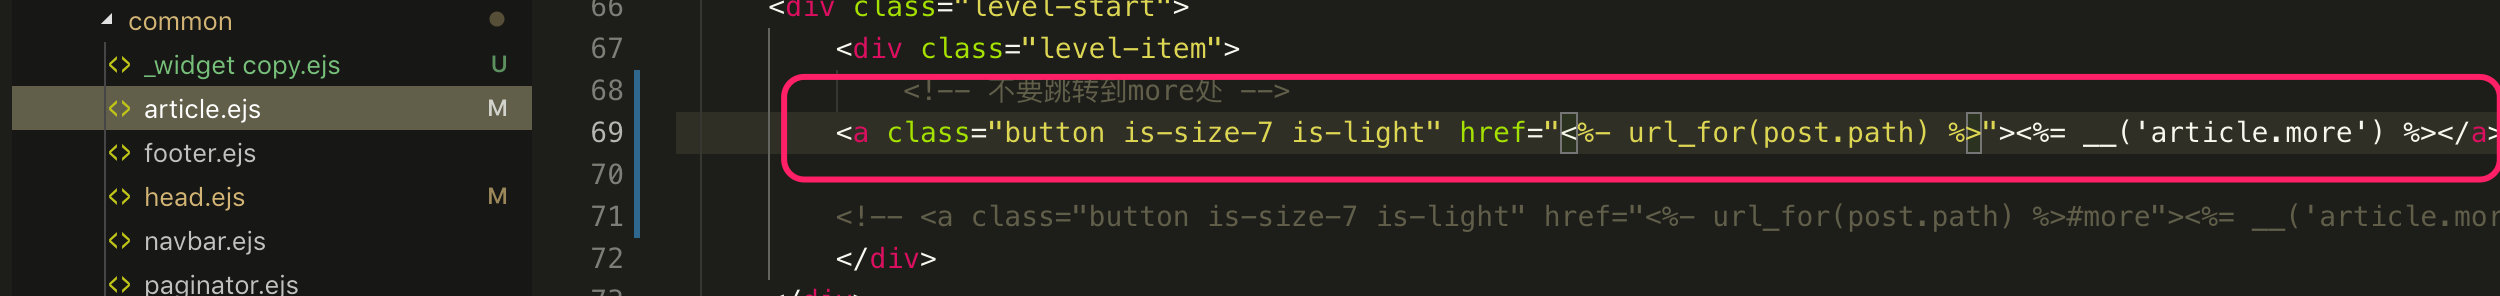 common
_widget copy.ejs U
article.ejs M
footer.ejs
head.ejs M
navbar.ejs
paginator.ejs
66 <div class="level-start">
67 <div class="level-item">
68 <!-- 不要跳转到more处 -->
69 <a class="button is-size-7 is-light" href="<%- url_for(post.path) %>"><%= __('article.more') %></a>
70
71 <!-- <a class="button is-size-7 is-light" href="<%- url_for(post.path) %>#more"><%= __('article.mor
72 </div>
73 </div>